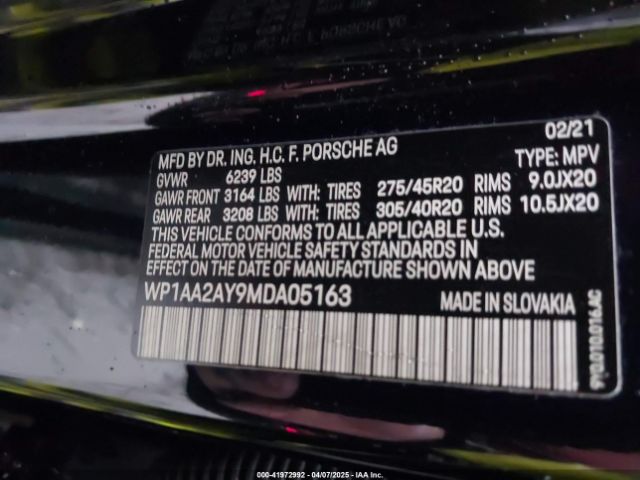 02/21
MFD BY DR. ING. H.C. F. PORSCHE AG
TYPE: MPV
GVWR 6239 LBS
GAWR FRONT 3164 LBS WITH: TIRES 275/45R20 RIMS 9.0JX20
GAWR REAR 3208 LBS WITH: TIRES 305/40R20 RIMS 10.5JX20
THIS VEHICLE CONFORMS TO ALL APPLICABLE U.S.
FEDERAL MOTOR VEHICLE SAFETY STANDARDS IN
EFFECT ON THE DATE OF MANUFACTURE SHOWN ABOVE
WP1AA2AY9MDA05163 MADE IN SLOVAKIA
000-41972992 - 04/07/2025 - IAA Inc.